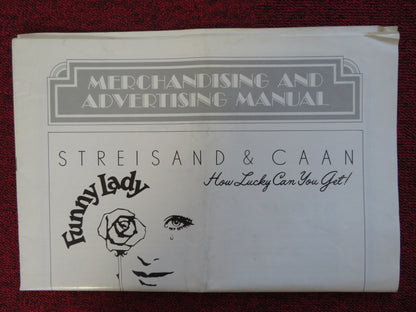 MERCHANDISING AND
ADVERTISING MANUAL
STREISAND & CAAN
How Lucky Can You Get!
Funny Lady